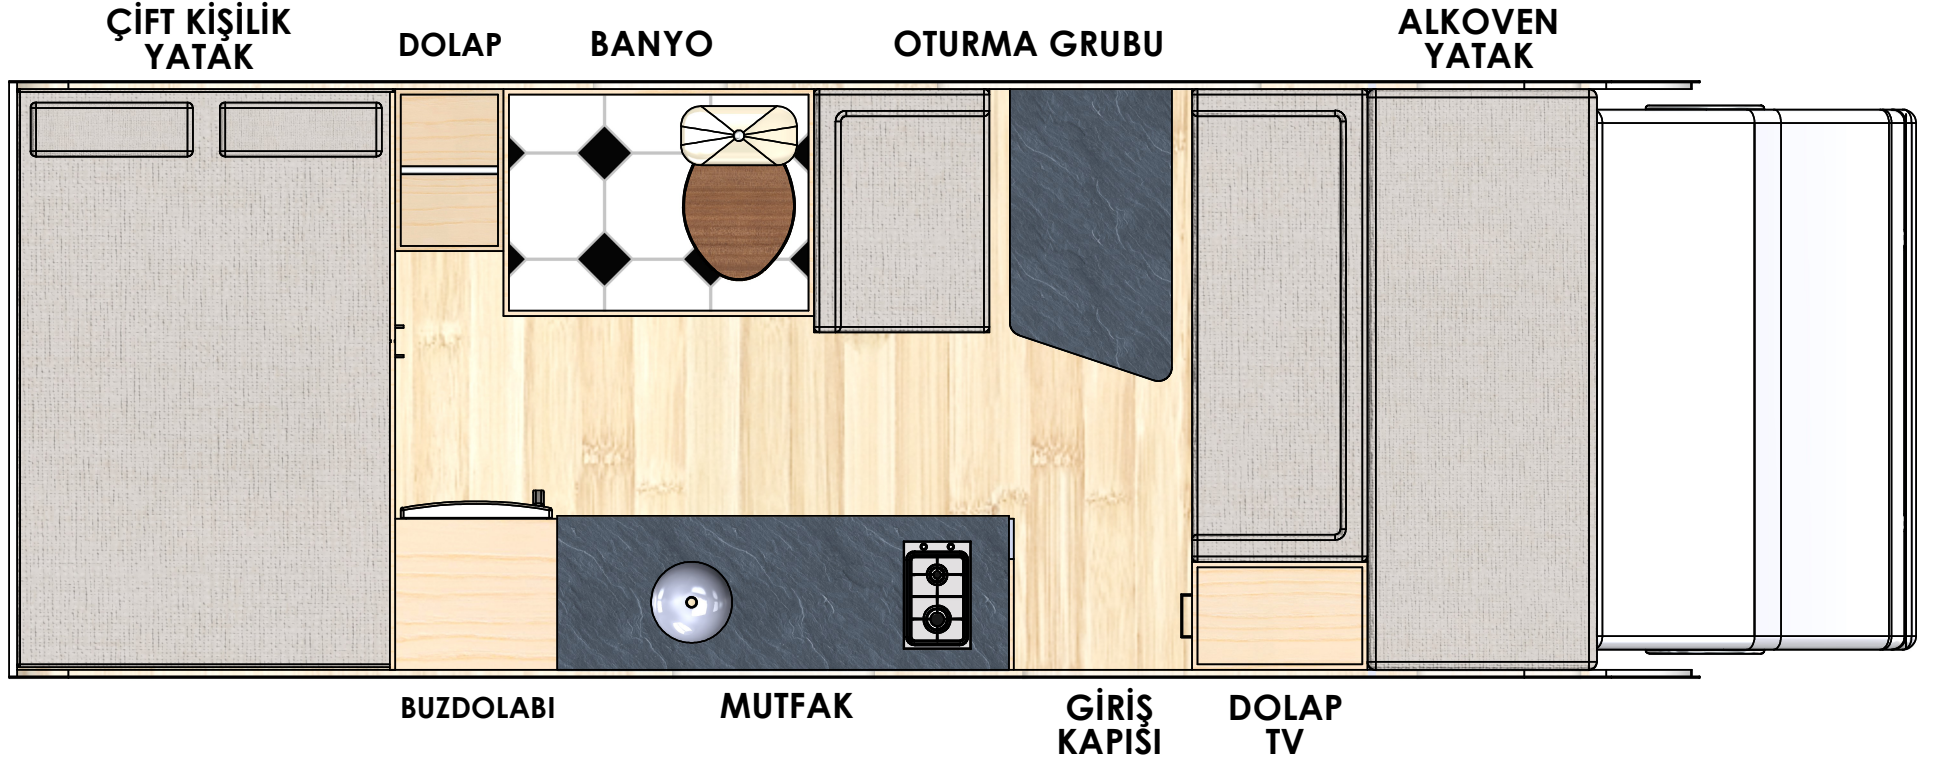 ÇİFT KİŞİLİK
YATAK
DOLAP
BANYO
OTURMA GRUBU
ALKOVEN
YATAK
BUZDOLABI
MUTFAK
GİRİŞ
KAPISI
DOLAP
TV